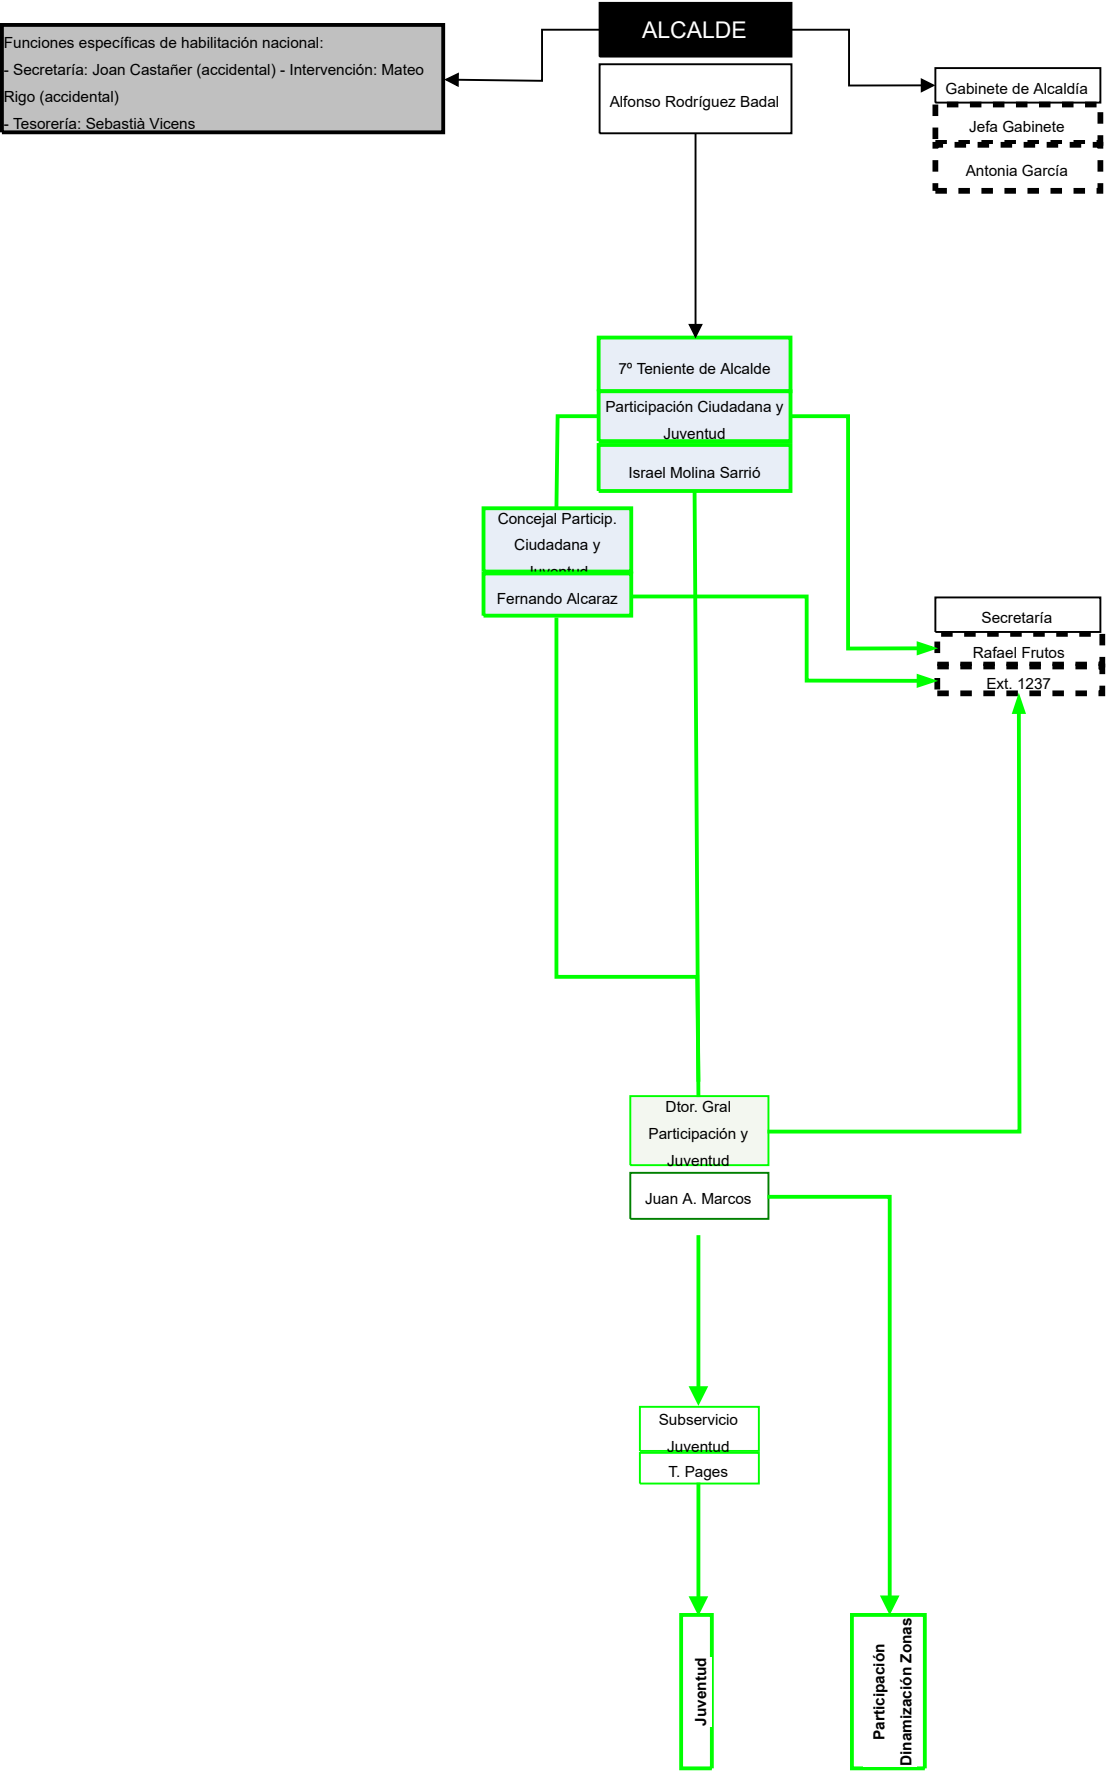 ALCALDE
Funciones específicas de habilitación nacional:
- Secretaría: Joan Castañer (accidental) - Intervención: Mateo
Rigo (accidental)
- Tesorería: Sebastià Vicens
Alfonso Rodríguez Badal
Gabinete de Alcaldía
Jefa Gabinete
Antonia García
7º Teniente de Alcalde
Participación Ciudadana y
Juventud
Israel Molina Sarrió
Concejal Particip.
Ciudadana y
Juventud
Fernando Alcaraz
Secretaría
Rafael Frutos
Ext. 1237
Dtor. Gral
Participación y
Juventud
Juan A. Marcos
Subservicio
Juventud
T. Pages
Juventud
Participación
Dinamización Zonas